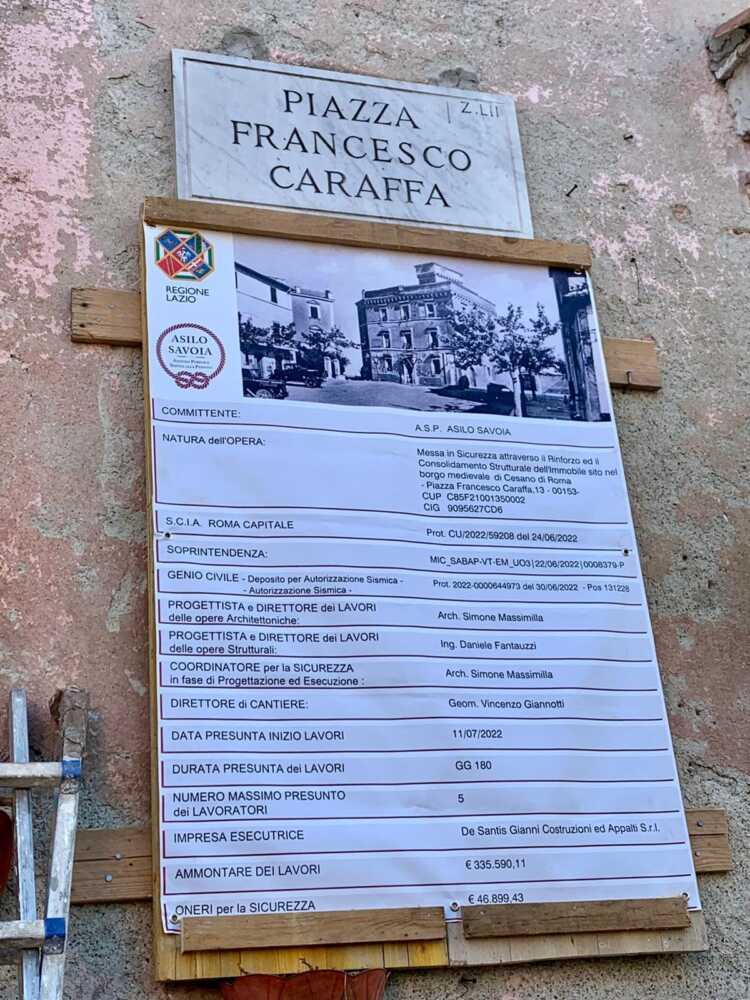 PIAZZA
Z.LII
FRANCESCO
CARAFFA
REGIONE
LAZIO
ASILO
SAVOIA
COMMITTENTE:
A.S.P. ASILO SAVOIA
NATURA dell'OPERA:
Messa in Sicurezza attraverso il Rinforzo ed il
Consolidamento Strutturale dell'Immobile sito nel
borgo medievale di Cesano di Roma
- Piazza Francesco Caraffa,13 - 00153-
CUP C85F21001350002
CIG 9095627CD6
S.C.I.A. ROMA CAPITALE
Prot. CU/2022/59208 del 24/06/2022
SOPRINTENDENZA:
MIC_SABAP-VT-EM_UO3|22/06/2022|0008379-P
GENIO CIVILE - Deposito per Autorizzazione Sismica -
- Autorizzazione Sismica -
Prot. 2022-0000644973 del 30/06/2022 - Pos 131228
PROGETTISTA e DIRETTORE dei LAVORI
delle opere Architettoniche:
Arch. Simone Massimilla
PROGETTISTA e DIRETTORE dei LAVORI
delle opere Strutturali:
Ing. Daniele Fantauzzi
COORDINATORE per la SICUREZZA
in fase di Progettazione ed Esecuzione :
Arch. Simone Massimilla
DIRETTORE di CANTIERE:
Geom. Vincenzo Giannotti
DATA PRESUNTA INIZIO LAVORI
11/07/2022
DURATA PRESUNTA dei LAVORI
GG 180
NUMERO MASSIMO PRESUNTO
dei LAVORATORI
5
IMPRESA ESECUTRICE
De Santis Gianni Costruzioni ed Appalti S.r.l.
AMMONTARE DEI LAVORI
€ 335.590,11
ONERI per la SICUREZZA
€ 46.899,43